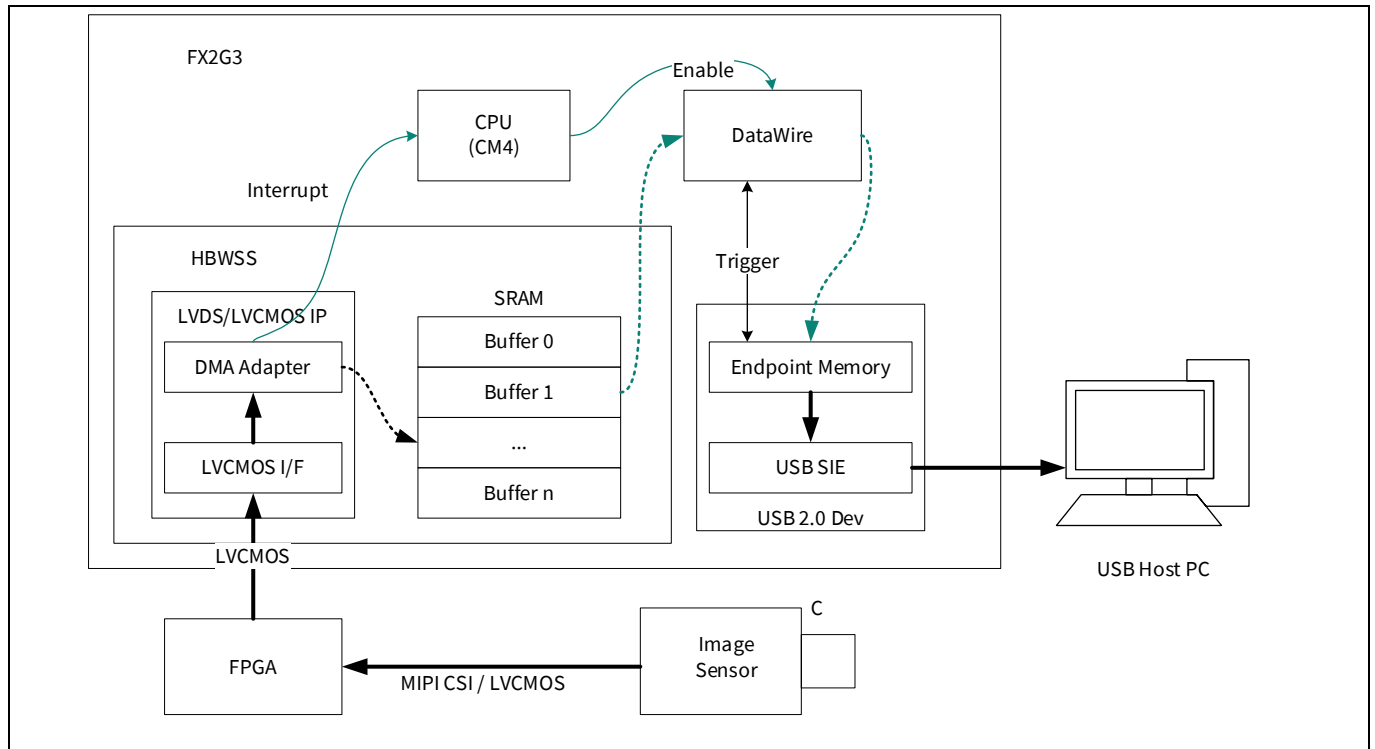 FX2G3
Enable
CPU
(CM4)
DataWire
Interrupt
HBWSS
Trigger
SRAM
LVDS/LVCMOS IP
Buffer 0
DMA Adapter
Endpoint Memory
Buffer 1
...
LVCMOS I/F
USB SIE
Buffer n
USB 2.0 Dev
LVCMOS
USB Host PC
C
Image
Sensor
FPGA
MIPI CSI / LVCMOS